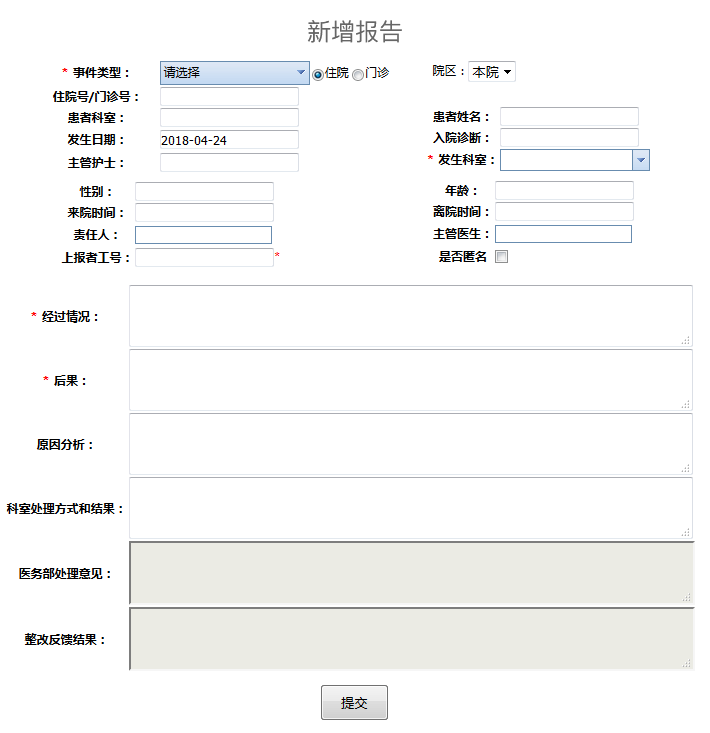 新增报告
* 事件类型： 请选择 住院 门诊 院区：本院
住院号/门诊号：
患者科室： 患者姓名：
发生日期： 2018-04-24 入院诊断：
主管护士： * 发生科室：
性别： 年龄：
来院时间： 离院时间：
责任人： 主管医生：
上报者工号： * 是否匿名
* 经过情况：
* 后果：
原因分析：
科室处理方式和结果：
医务部处理意见：
整改反馈结果：
提交